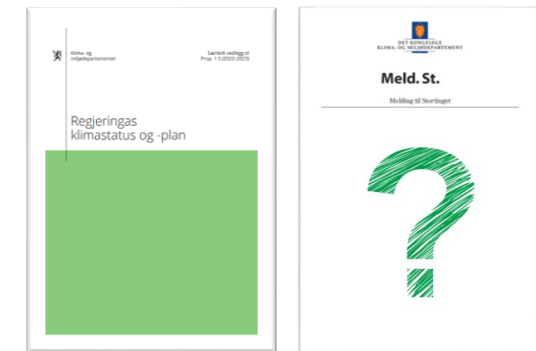 Klima- og
miljødepartementet
Særskilt vedlegg til
Prop. 1 S (2022–2023)
Regjeringas
klimastatus og -plan
DET KONGELEGE
KLIMA- OG MILJØDEPARTEMENT
Meld. St.
Melding til Stortinget
?